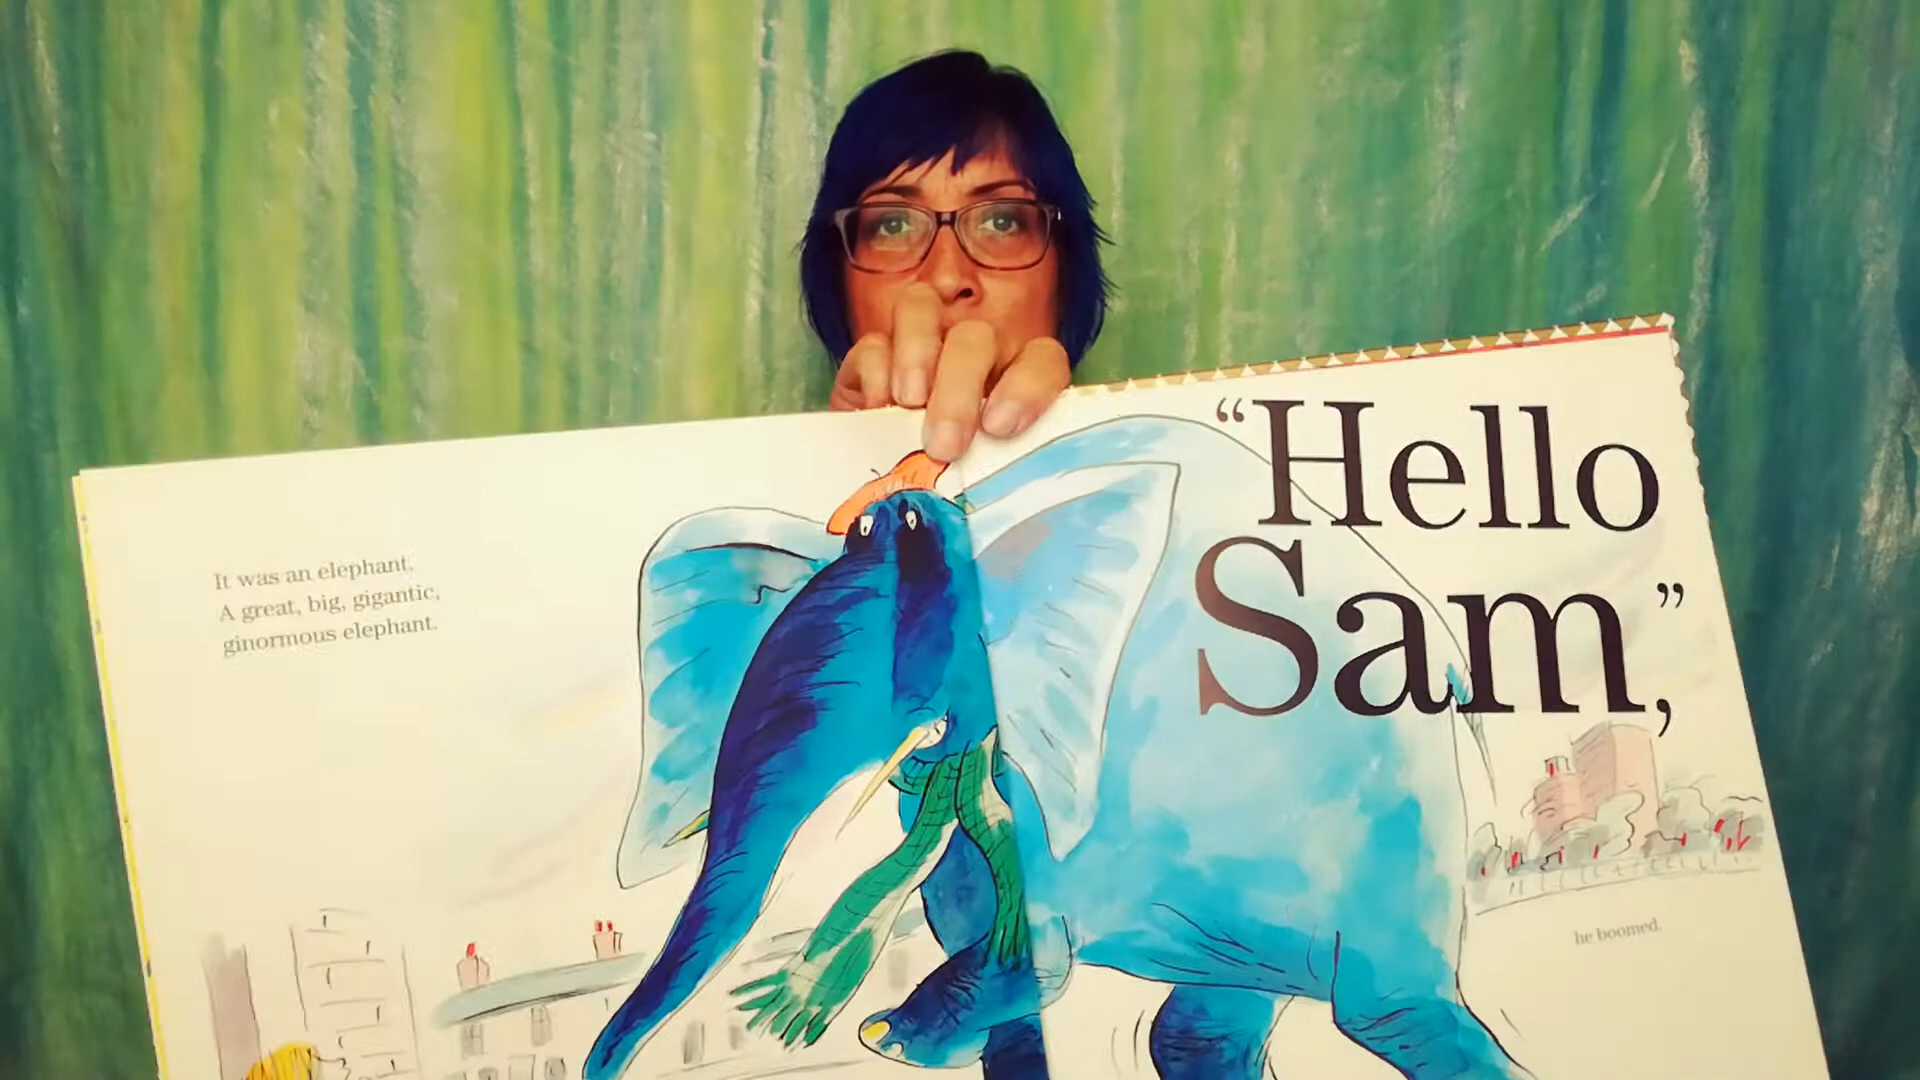 It was an elephant.
A great, big, gigantic,
ginormous elephant.
“Hello
Sam,”
he boomed.